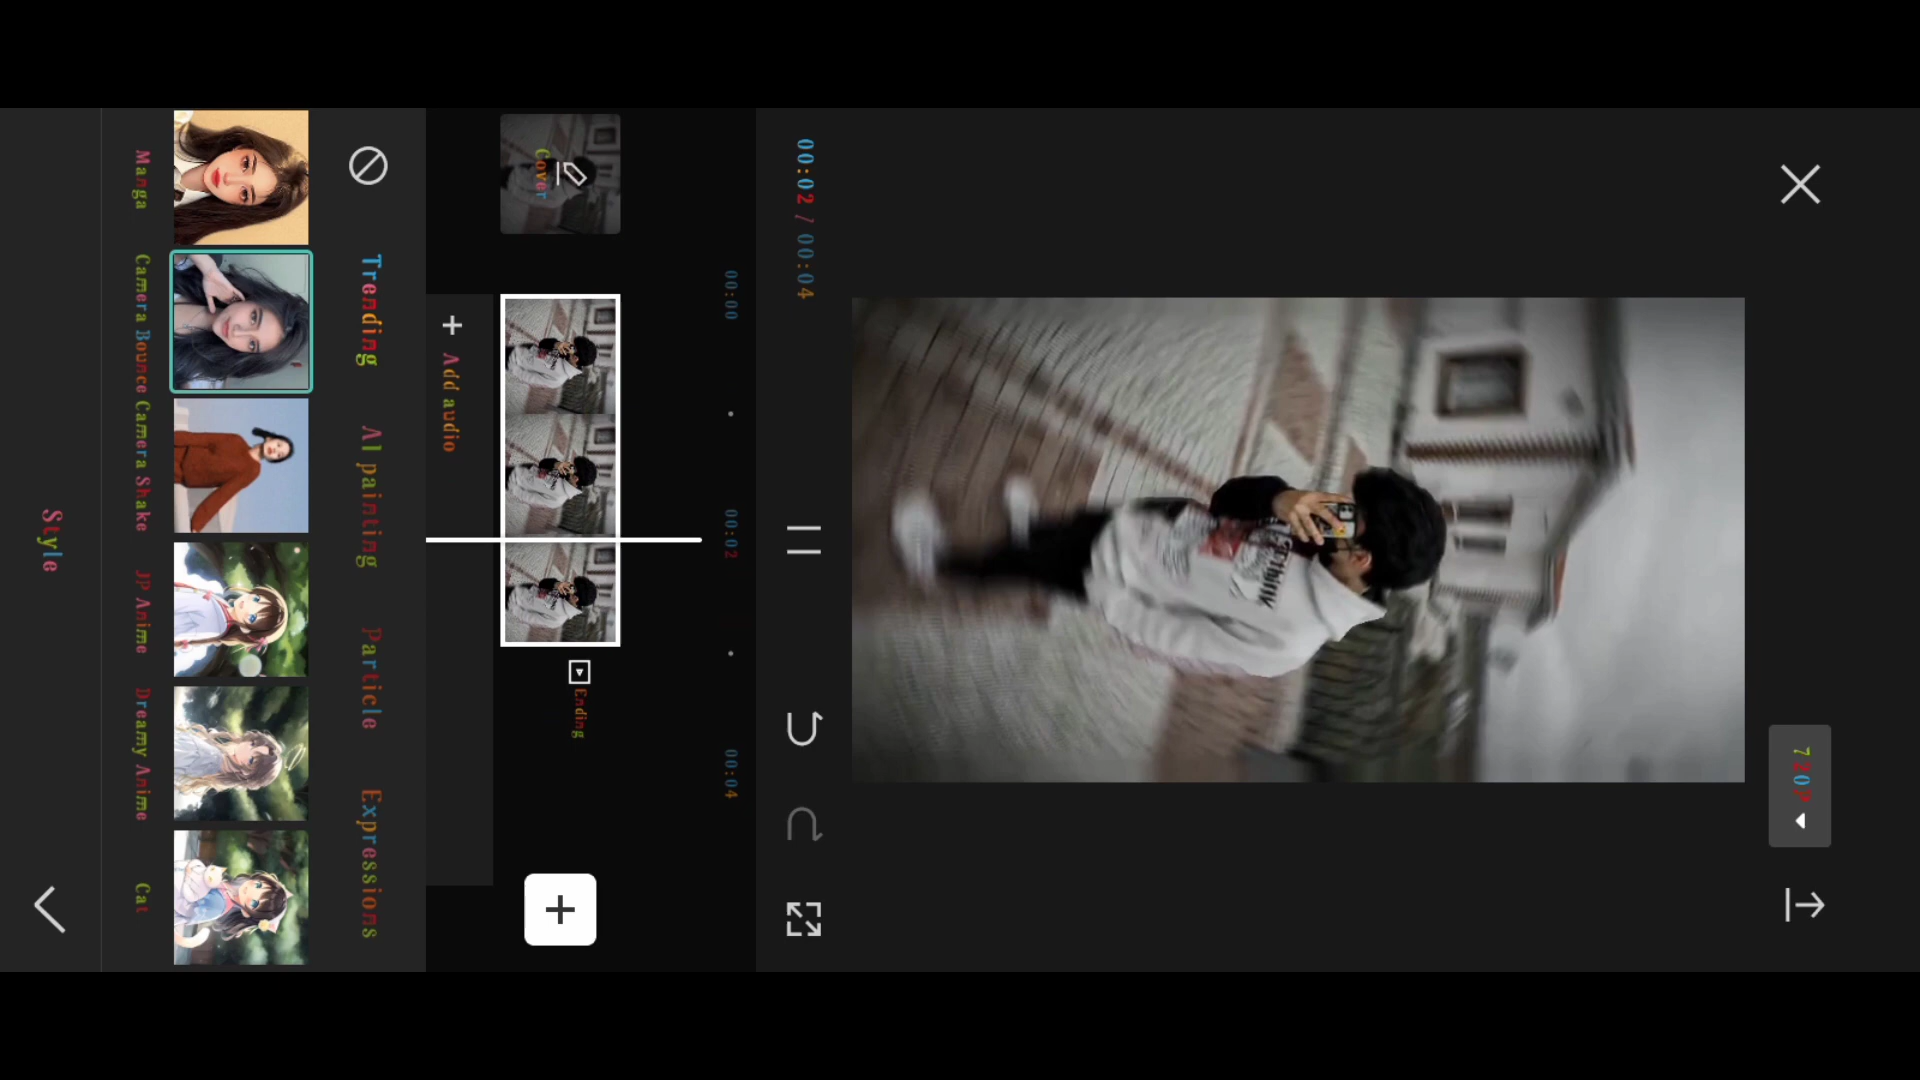 720P
00:02 / 00:04
00:00
00:02
00:04
Cover
Ending
Add audio
Trending
AI painting
Particle
Expressions
Manga
Camera Bounce
Camera Shake
JP Anime
Dreamy Anime
Cat
Style